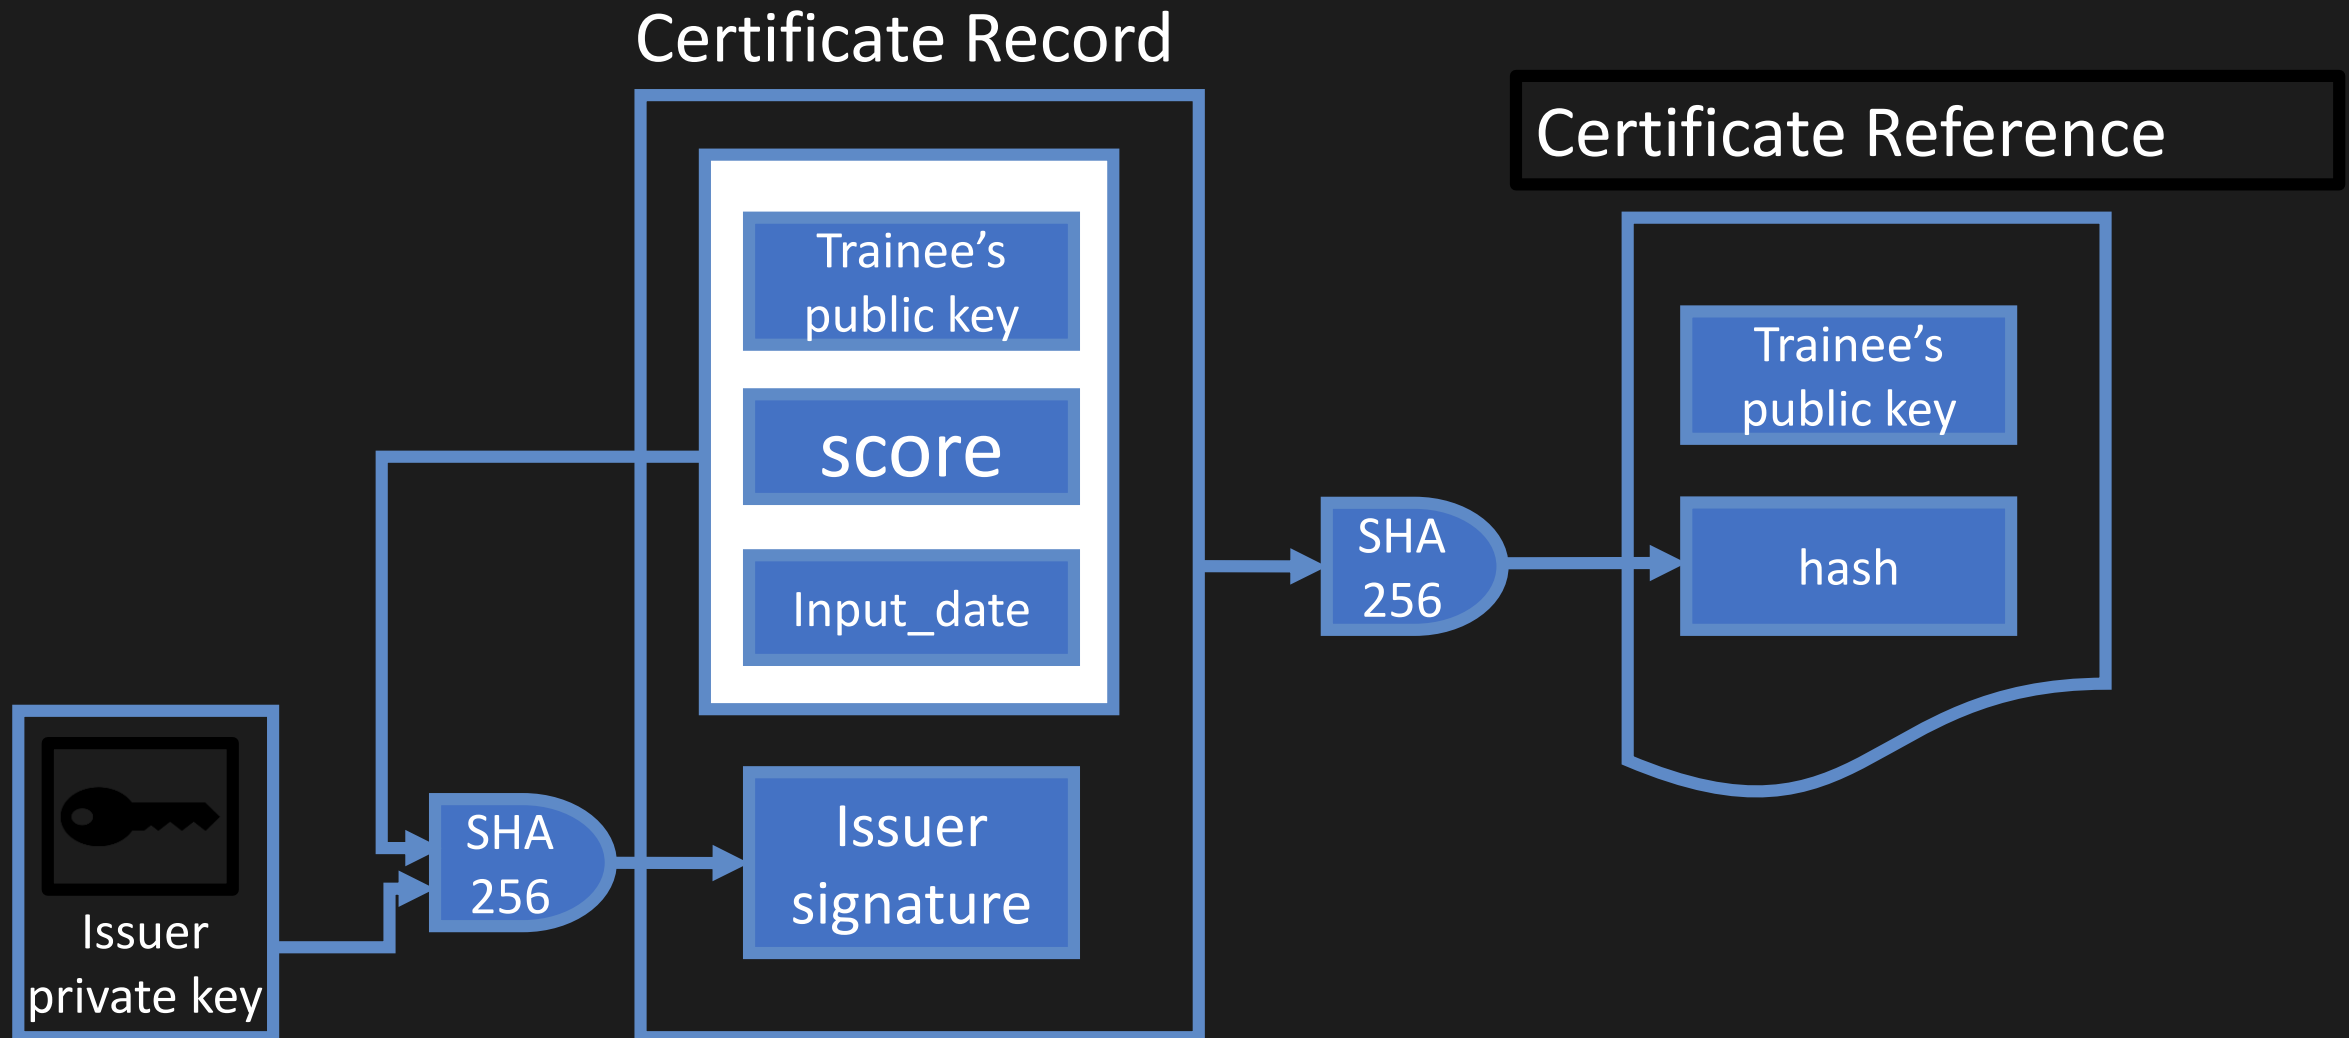 Certificate Record
Certificate Reference
Trainee’s
public key
score
Input_date
Issuer
signature
SHA
256
Issuer
private key
SHA
256
Trainee’s
public key
hash